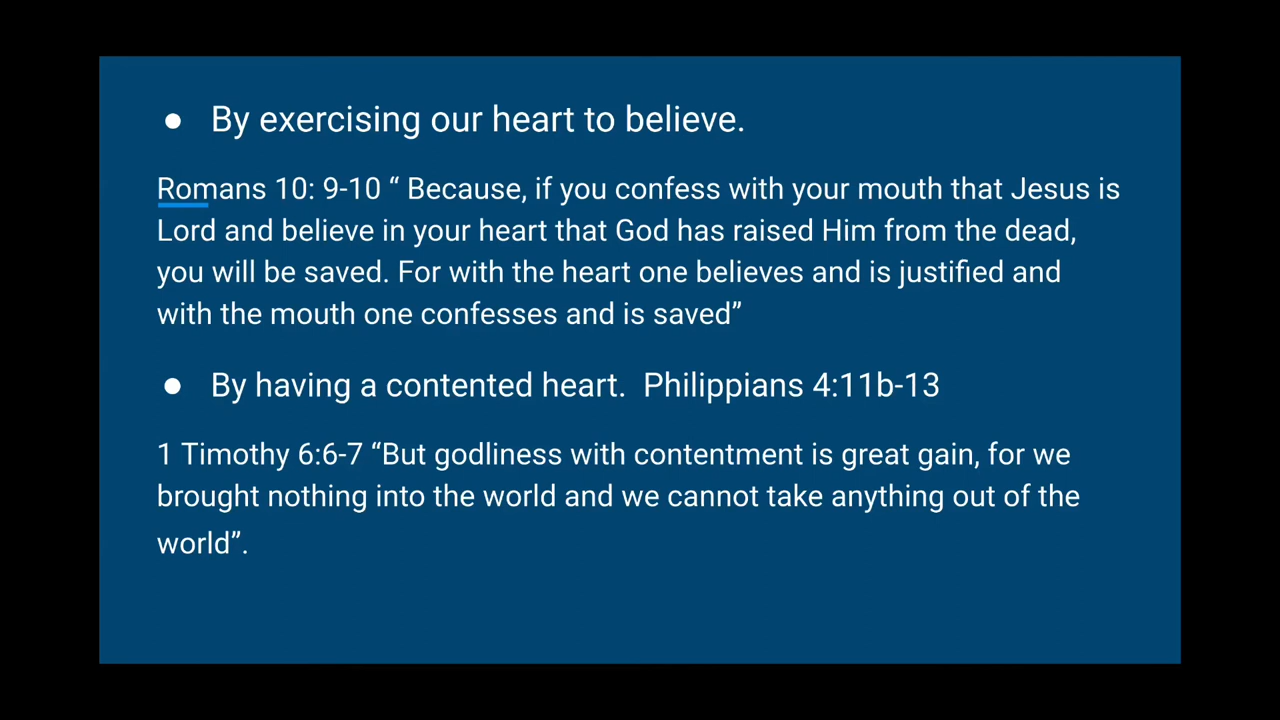 ● By exercising our heart to believe.
Romans 10: 9-10 “ Because, if you confess with your mouth that Jesus is
Lord and believe in your heart that God has raised Him from the dead,
you will be saved. For with the heart one believes and is justified and
with the mouth one confesses and is saved”
● By having a contented heart.  Philippians 4:11b-13
1 Timothy 6:6-7 “But godliness with contentment is great gain, for we
brought nothing into the world and we cannot take anything out of the
world”.